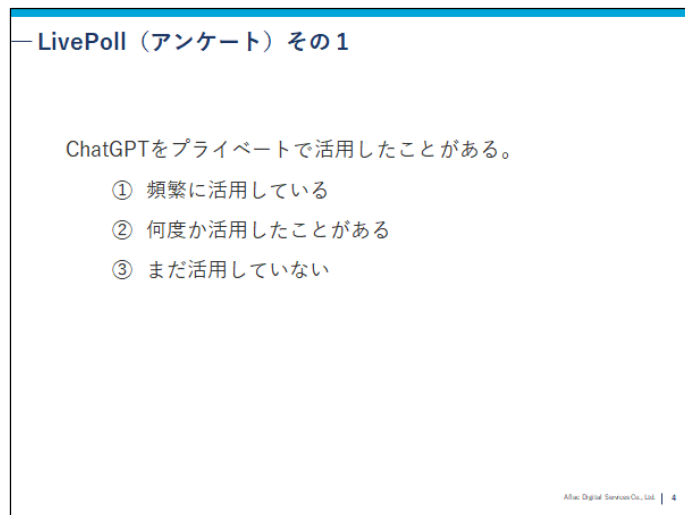 LivePoll（アンケート）その１
ChatGPTをプライベートで活用したことがある。
① 頻繁に活用している
② 何度か活用したことがある
③ まだ活用していない
Aflac Digital Services Co., Ltd. | 4